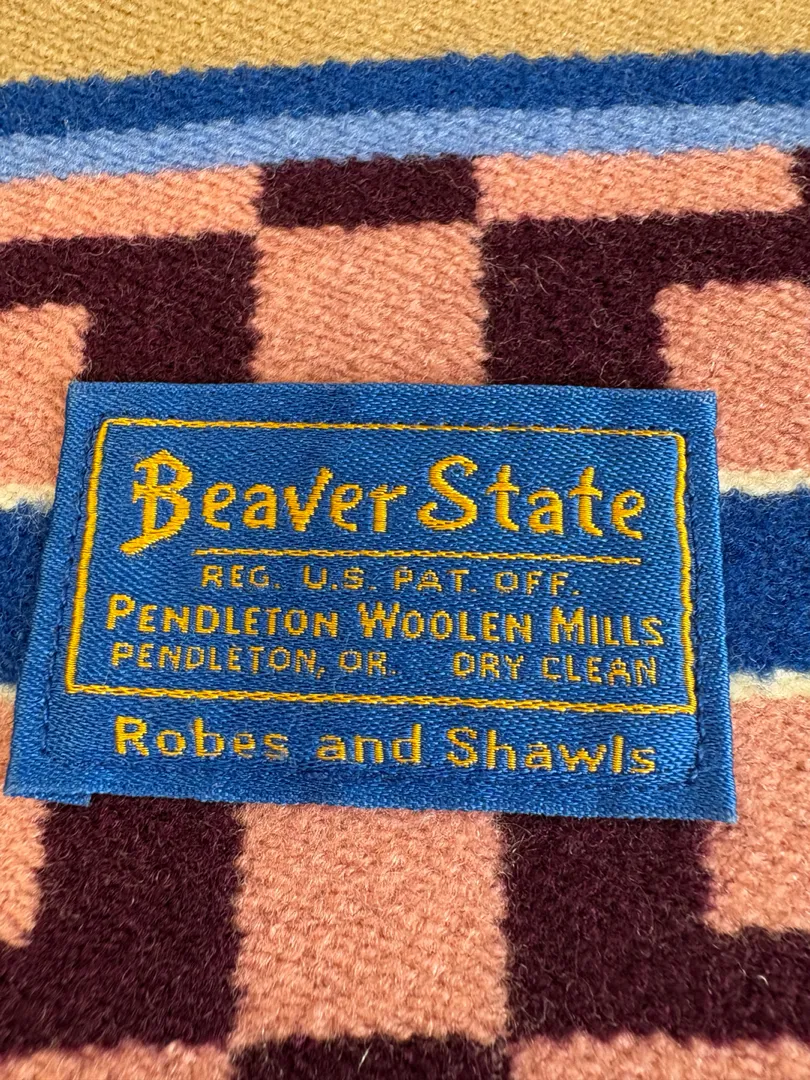 Beaver State
REG. U.S. PAT. OFF.
PENDLETON WOOLEN MILLS
PENDLETON, OR. DRY CLEAN
Robes and Shawls